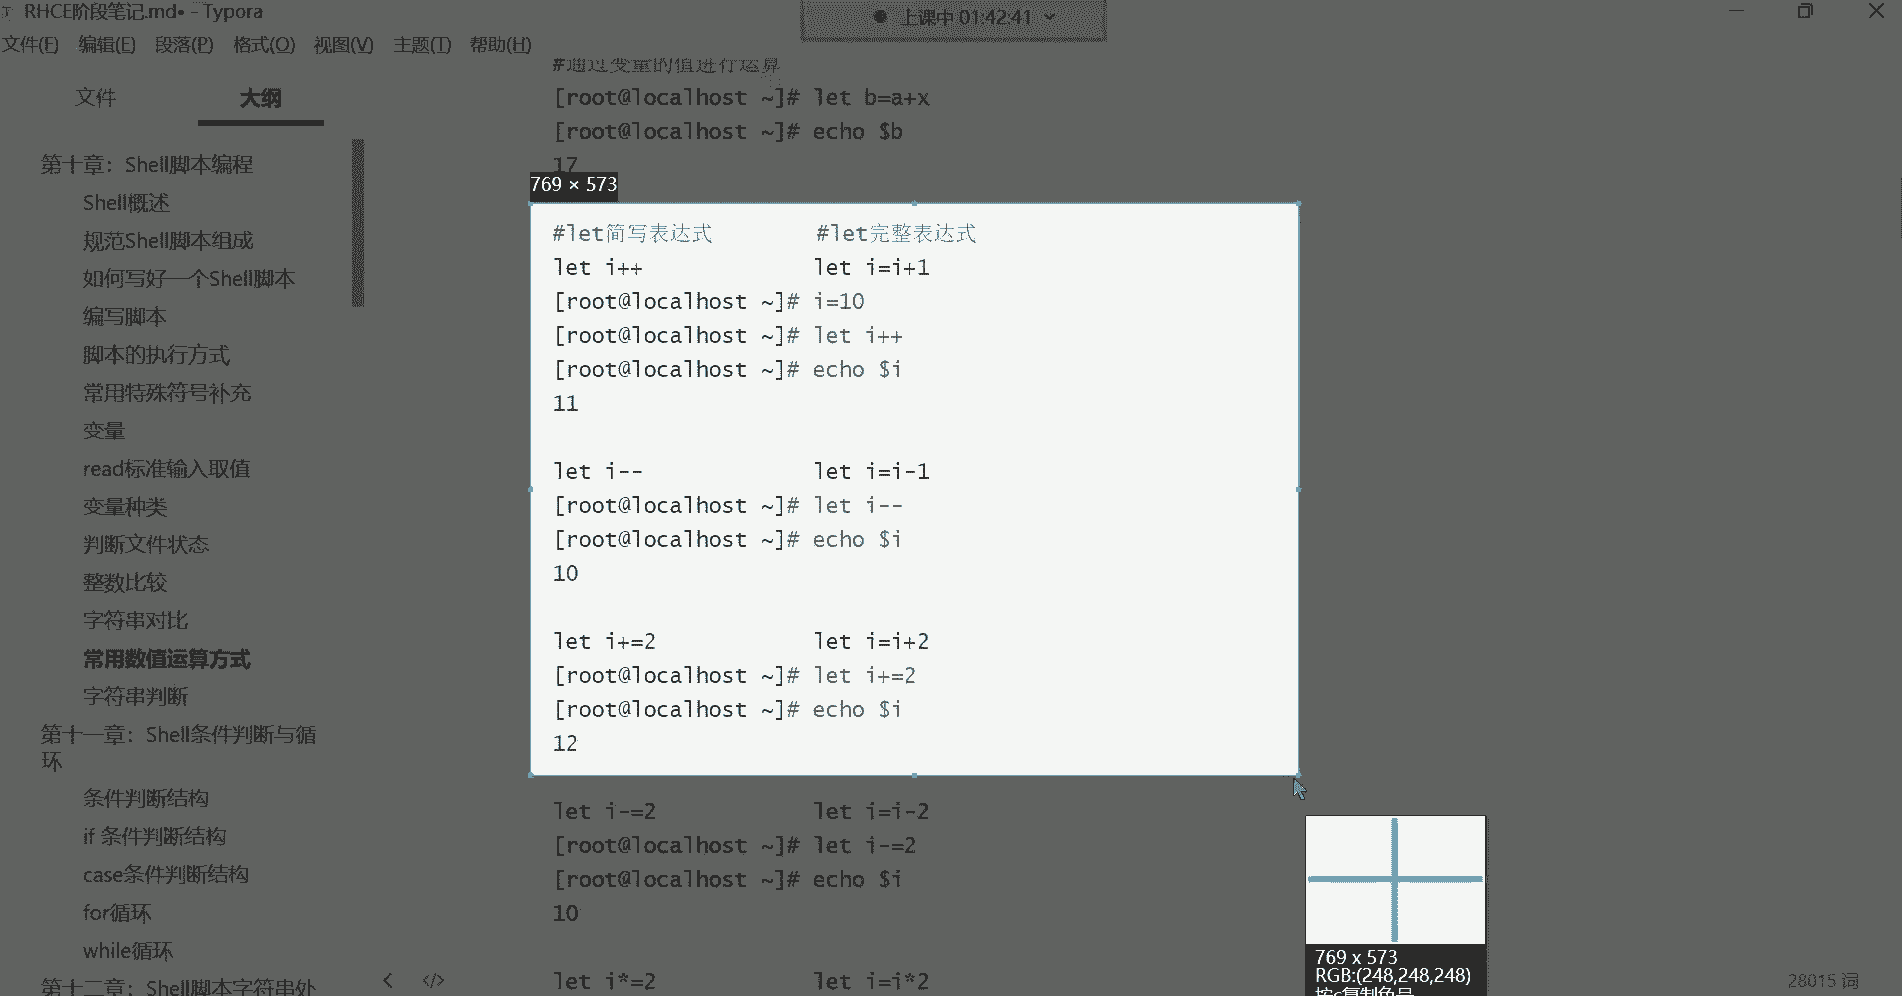 RHCE阶段笔记.md• - Typora
上课中 01:42:41
文件(F) 编辑(E) 段落(P) 格式(O) 视图(V) 主题(T) 帮助(H)
文件 大纲
第十章：Shell脚本编程
Shell概述
规范Shell脚本组成
如何写好一个Shell脚本
编写脚本
脚本的执行方式
常用特殊符号补充
变量
read标准输入取值
变量种类
判断文件状态
整数比较
字符串对比
常用数值运算方式
字符串判断
第十一章：Shell条件判断与循
环
条件判断结构
if 条件判断结构
case条件判断结构
for循环
while循环
第十二章：Shell脚本字符串处
#通过变量的值进行运算
[root@localhost ~]# let b=a+x
[root@localhost ~]# echo $b
17
769 × 573
#let简写表达式 #let完整表达式
let i++ let i=i+1
[root@localhost ~]# i=10
[root@localhost ~]# let i++
[root@localhost ~]# echo $i
11
let i-- let i=i-1
[root@localhost ~]# let i--
[root@localhost ~]# echo $i
10
let i+=2 let i=i+2
[root@localhost ~]# let i+=2
[root@localhost ~]# echo $i
12
let i-=2 let i=i-2
[root@localhost ~]# let i-=2
[root@localhost ~]# echo $i
10
let i*=2 let i=i*2
769 x 573
RGB:(248,248,248)
按c复制色号
28015 词